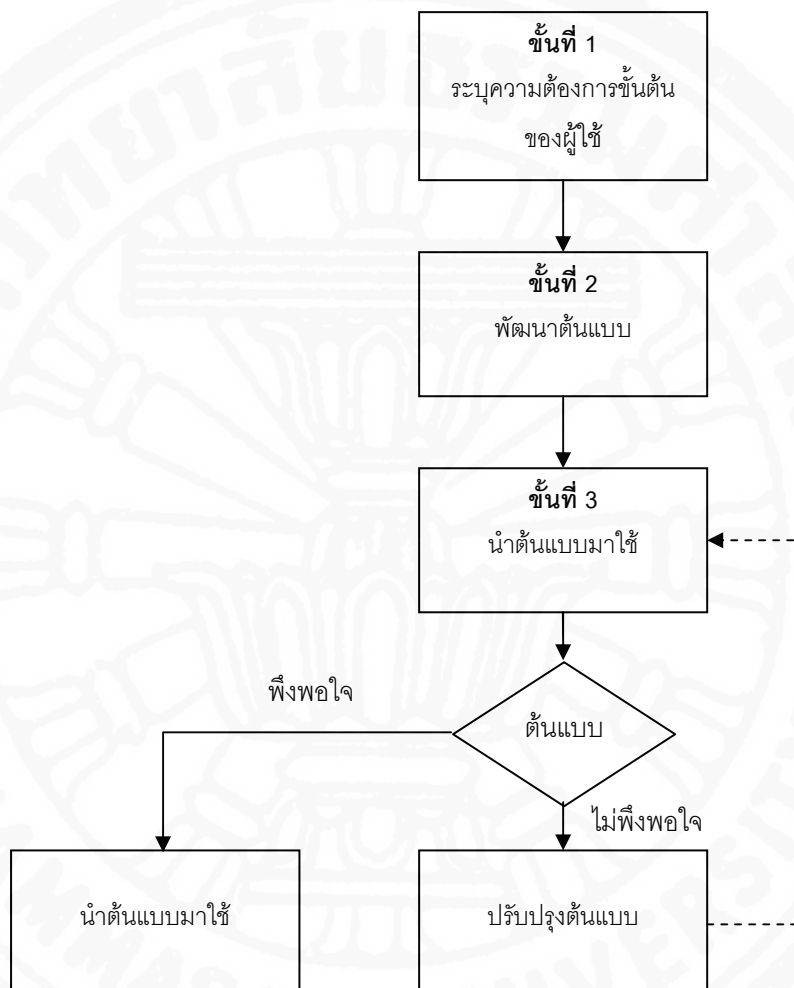 ขั้นที่ 1
ระบุความต้องการขั้นต้น
ของผู้ใช้
ขั้นที่ 2
พัฒนาต้นแบบ
ขั้นที่ 3
นำต้นแบบมาใช้
พึงพอใจ
ต้นแบบ
ไม่พึงพอใจ
นำต้นแบบมาใช้
ปรับปรุงต้นแบบ